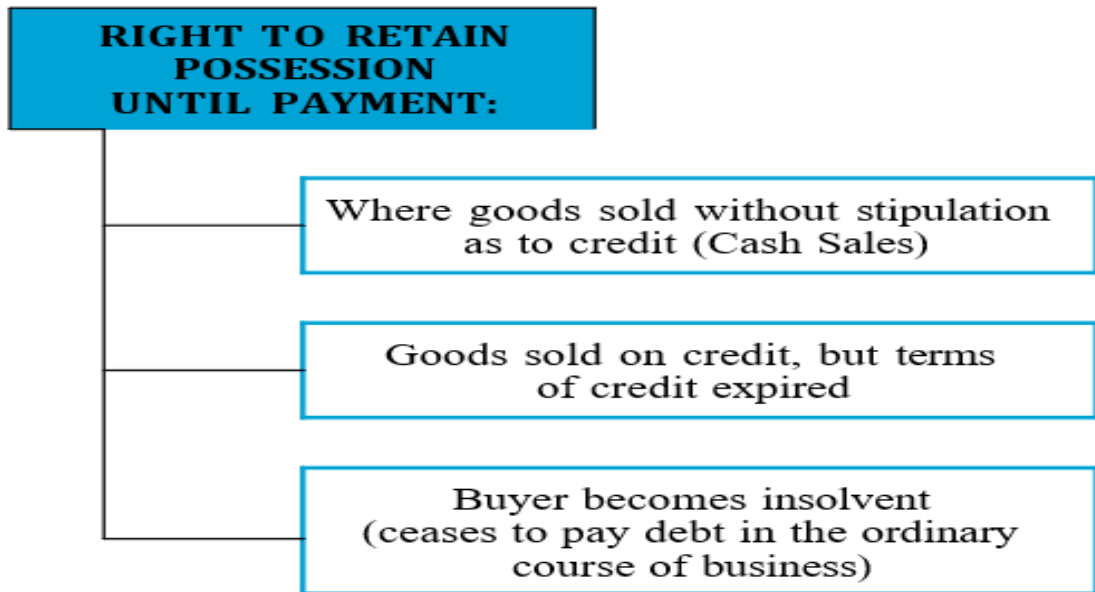 RIGHT TO RETAIN
POSSESSION
UNTIL PAYMENT:
Where goods sold without stipulation
as to credit (Cash Sales)
Goods sold on credit, but terms
of credit expired
Buyer becomes insolvent
(ceases to pay debt in the ordinary
course of business)